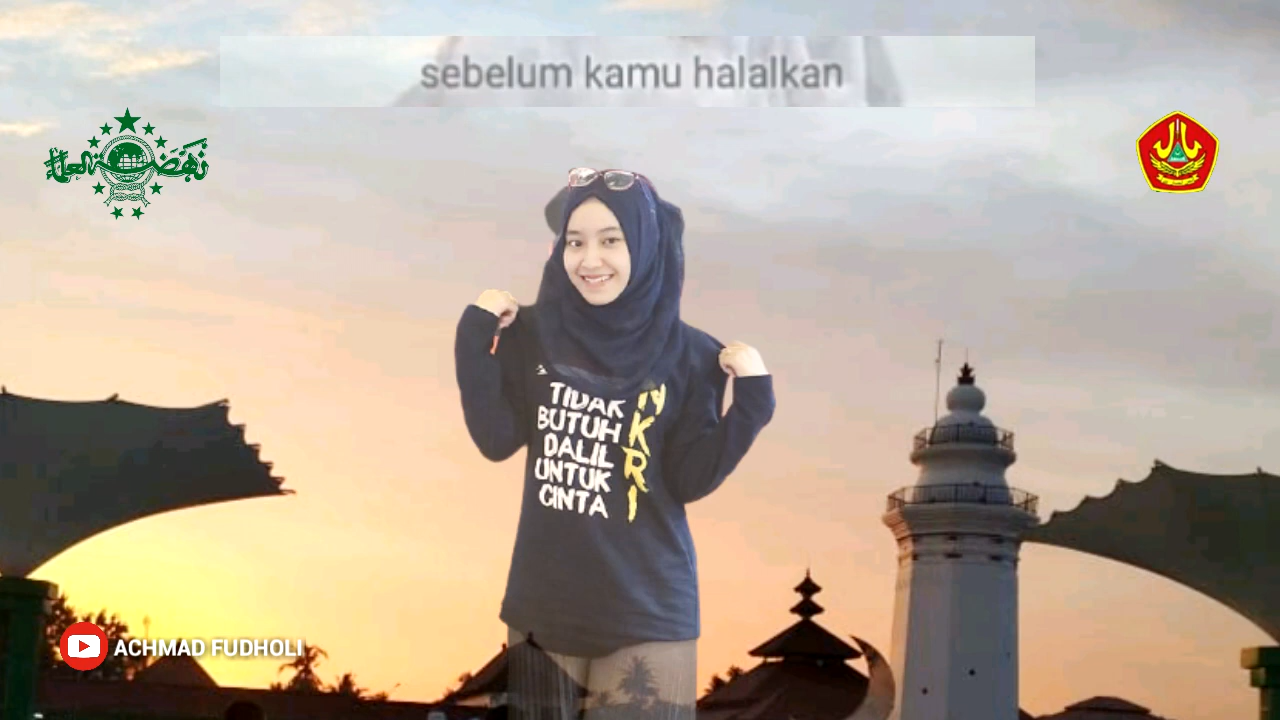 sebelum kamu halalkan
TIDAK
BUTUH
DALIL
UNTUK
CINTA
NKRI
ACHMAD FUDHOLI